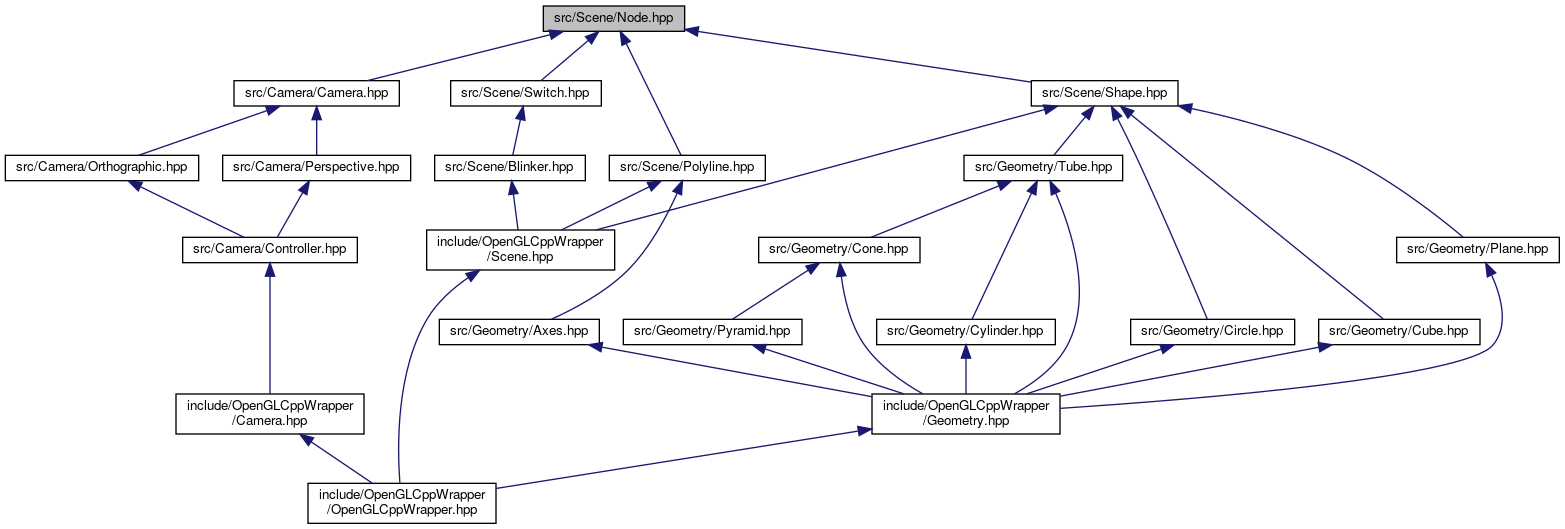 src/Scene/Node.hpp
src/Camera/Camera.hpp
src/Scene/Switch.hpp
src/Scene/Shape.hpp
src/Camera/Orthographic.hpp
src/Camera/Perspective.hpp
src/Scene/Blinker.hpp
src/Scene/Polyline.hpp
src/Geometry/Tube.hpp
src/Camera/Controller.hpp
include/OpenGLCppWrapper
/Scene.hpp
src/Geometry/Cone.hpp
src/Geometry/Plane.hpp
src/Geometry/Axes.hpp
src/Geometry/Pyramid.hpp
src/Geometry/Cylinder.hpp
src/Geometry/Circle.hpp
src/Geometry/Cube.hpp
include/OpenGLCppWrapper
/Camera.hpp
include/OpenGLCppWrapper
/Geometry.hpp
include/OpenGLCppWrapper
/OpenGLCppWrapper.hpp